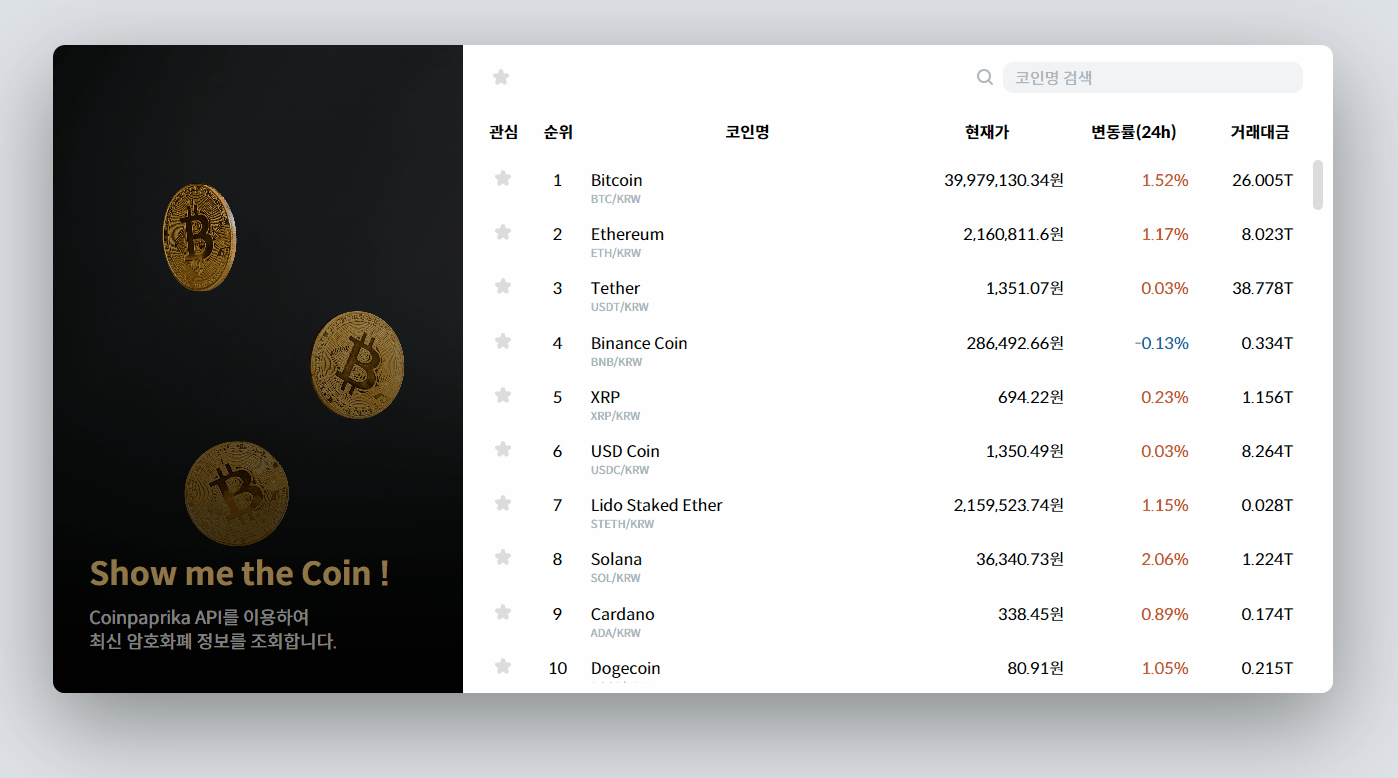 코인명 검색
관심 순위 코인명 현재가 변동률(24h) 거래대금
1 Bitcoin 39,979,130.34원 1.52% 26.005T
BTC/KRW
2 Ethereum 2,160,811.6원 1.17% 8.023T
ETH/KRW
3 Tether 1,351.07원 0.03% 38.778T
USDT/KRW
4 Binance Coin 286,492.66원 -0.13% 0.334T
BNB/KRW
5 XRP 694.22원 0.23% 1.156T
XRP/KRW
6 USD Coin 1,350.49원 0.03% 8.264T
USDC/KRW
7 Lido Staked Ether 2,159,523.74원 1.15% 0.028T
STETH/KRW
8 Solana 36,340.73원 2.06% 1.224T
SOL/KRW
9 Cardano 338.45원 0.89% 0.174T
ADA/KRW
10 Dogecoin 80.91원 1.05% 0.215T
Show me the Coin !
Coinpaprika API를 이용하여
최신 암호화폐 정보를 조회합니다.